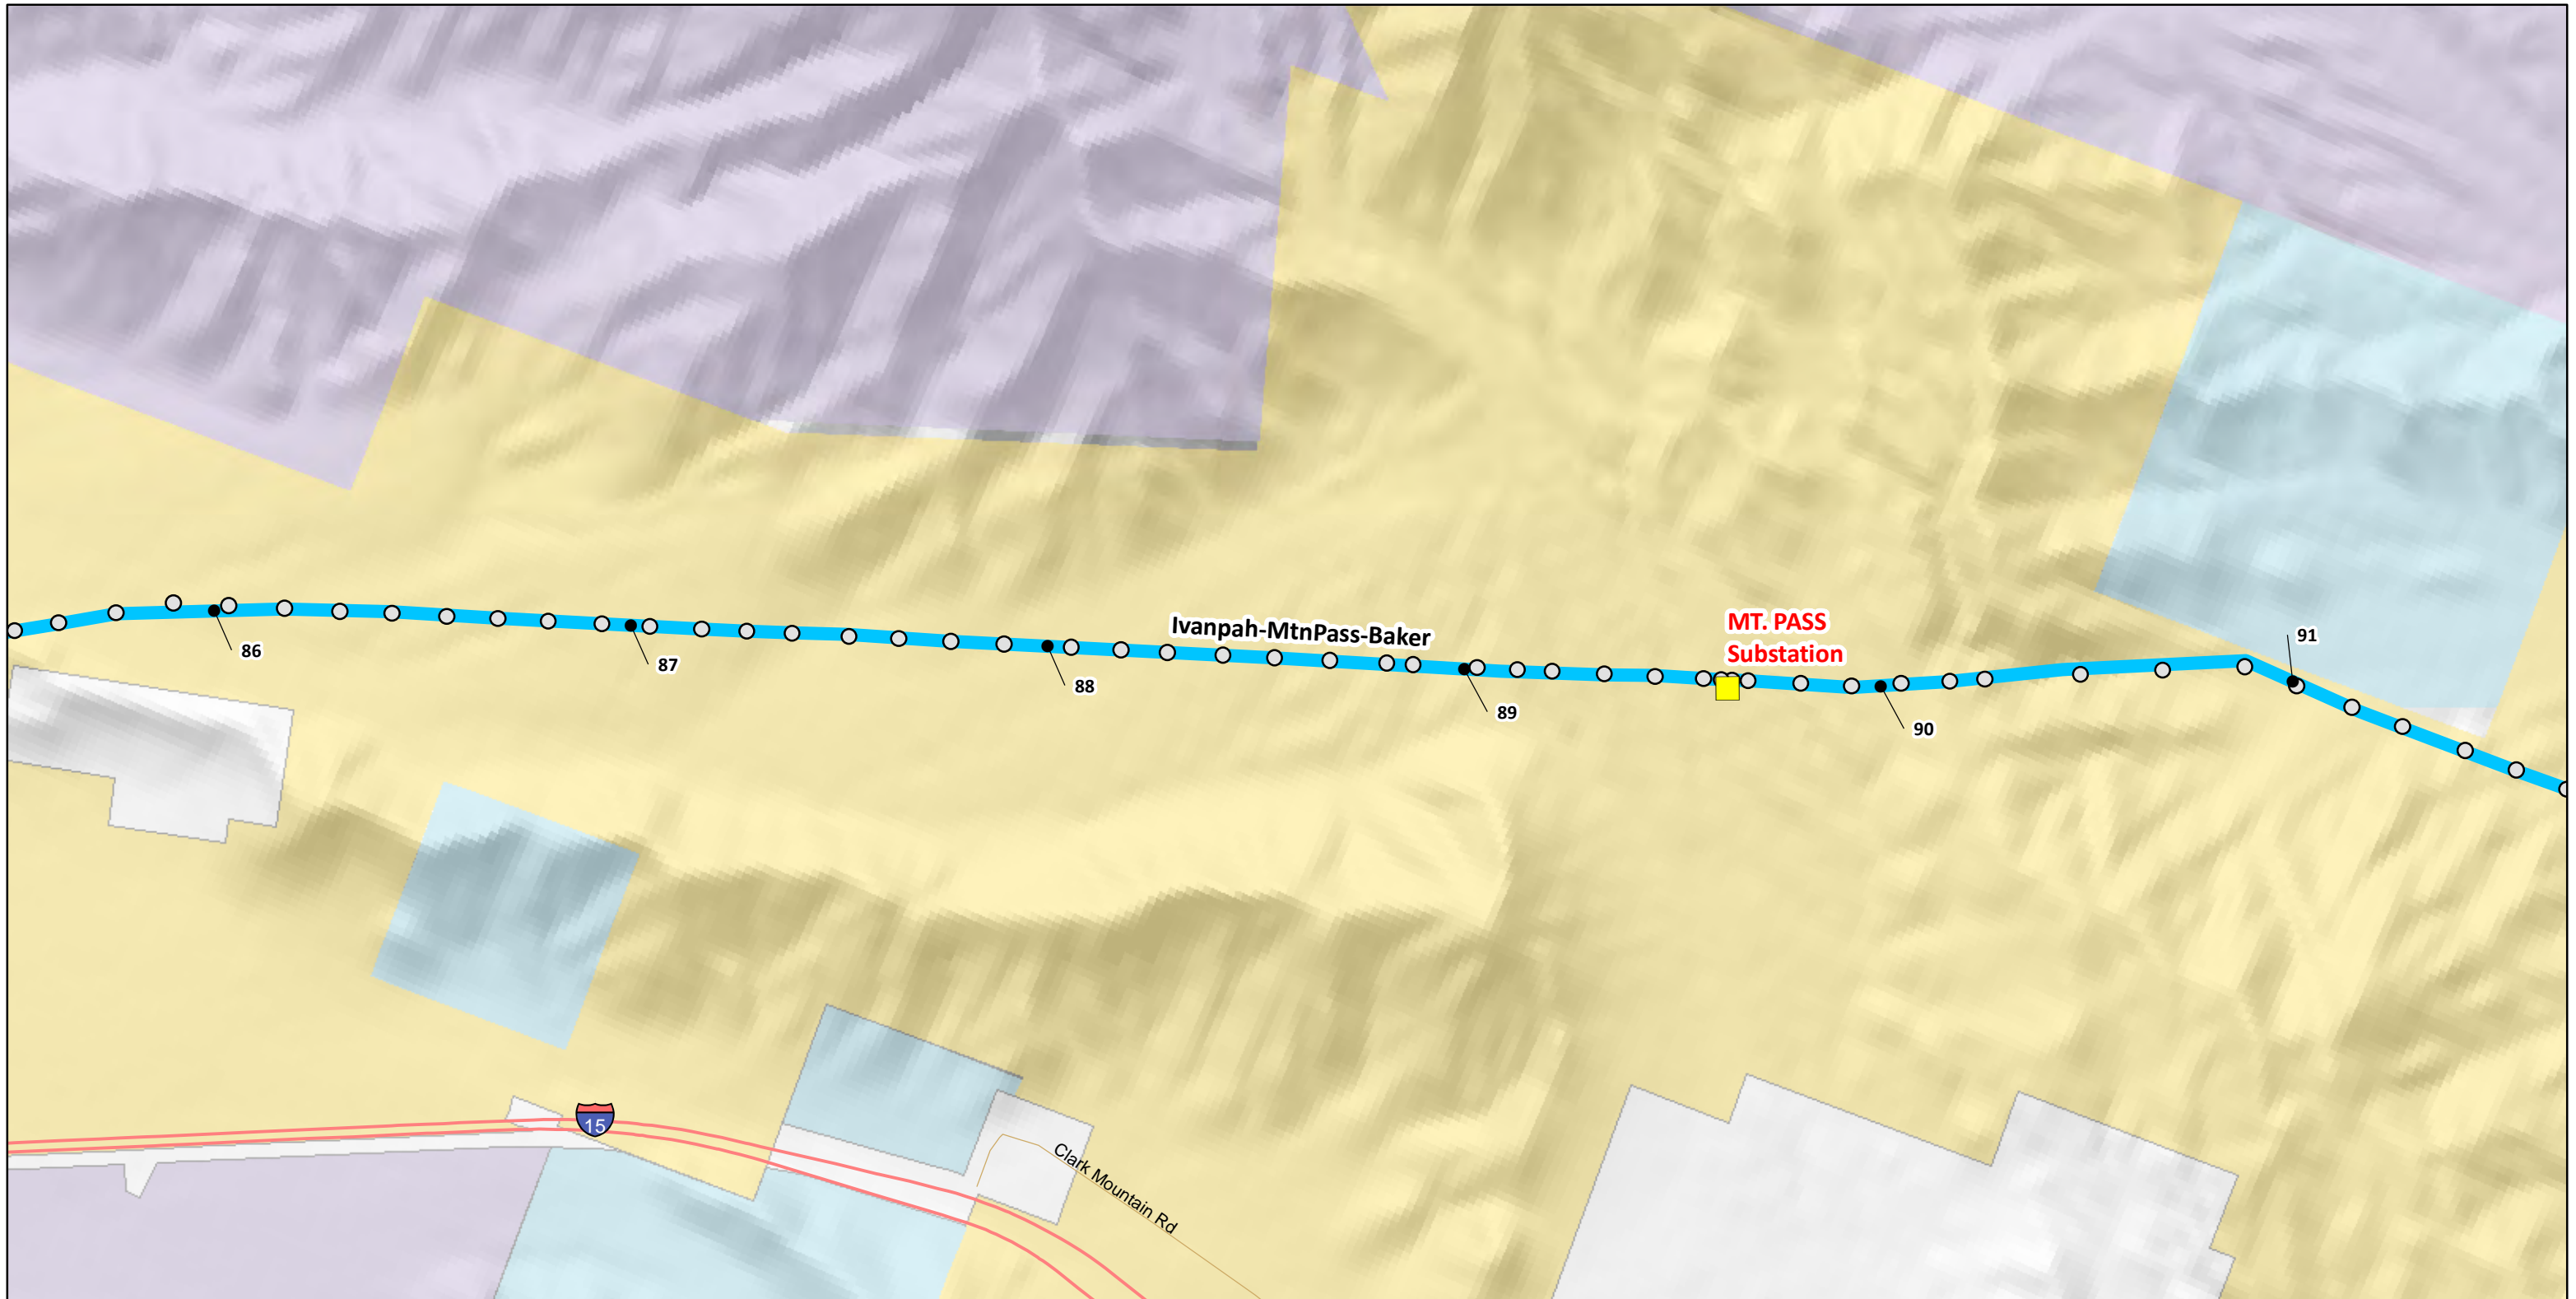 Ivanpah-MtnPass-Baker
MT. PASS
Substation
91
86
87
88
89
90
15
Clark Mountain Rd